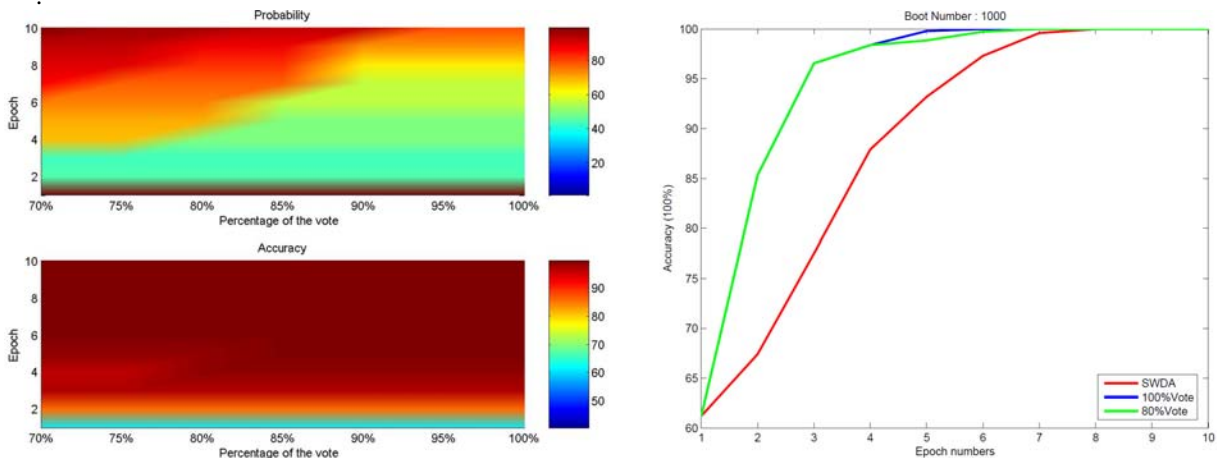 Probability
10
8
6
4
2
Epoch
70% 75% 80% 85% 90% 95% 100%
Percentage of the vote
80
60
40
20
Accuracy
10
8
6
4
2
Epoch
70% 75% 80% 85% 90% 95% 100%
Percentage of the vote
90
80
70
60
50
Boot Number : 1000
100
95
90
85
80
75
70
65
60
Accuracy (100%)
1 2 3 4 5 6 7 8 9 10
Epoch numbers
SWDA
100%Vote
80%Vote